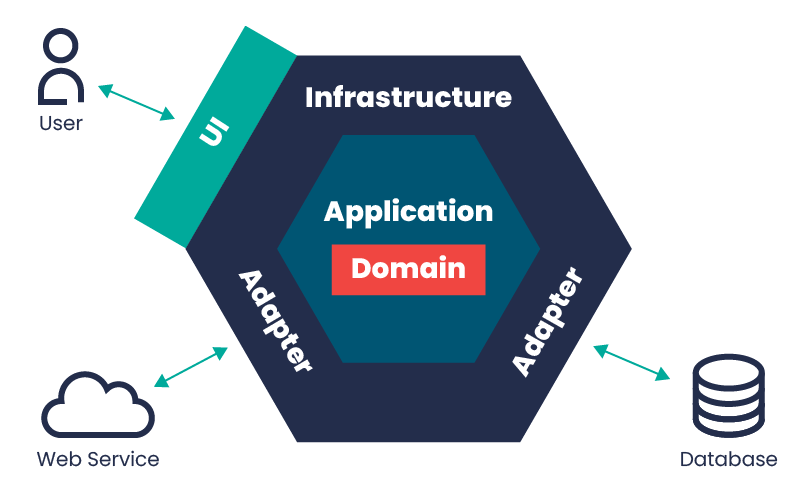 User
UI
Infrastructure
Application
Domain
Adapter
Adapter
Web Service
Database